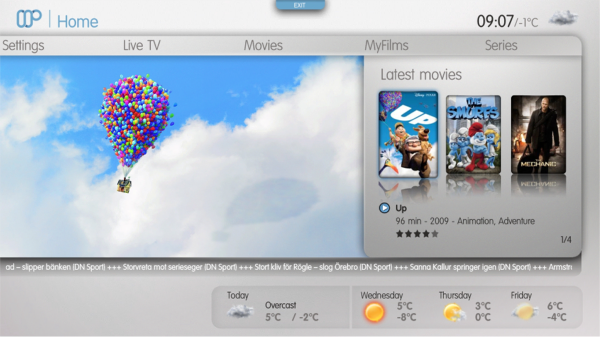 EXIT
Home
09:07/-1°C
Settings
Live TV
Movies
MyFilms
Series
Latest movies
DISNEY · PIXAR
UP
THE SMURFS
THE MECHANIC
Up
96 min - 2009 - Animation, Adventure
1/4
ad – slipper bänken (DN Sport) +++ Storvreta mot serieseger (DN Sport) +++ Stort kliv för Rögle – slog Örebro (DN Sport) +++ Sanna Kallur springer igen (DN Sport) +++ Armstn
Today
Overcast
5°C / -2°C
Wednesday
5°C
-8°C
Thursday
3°C
0°C
Friday
6°C
-4°C